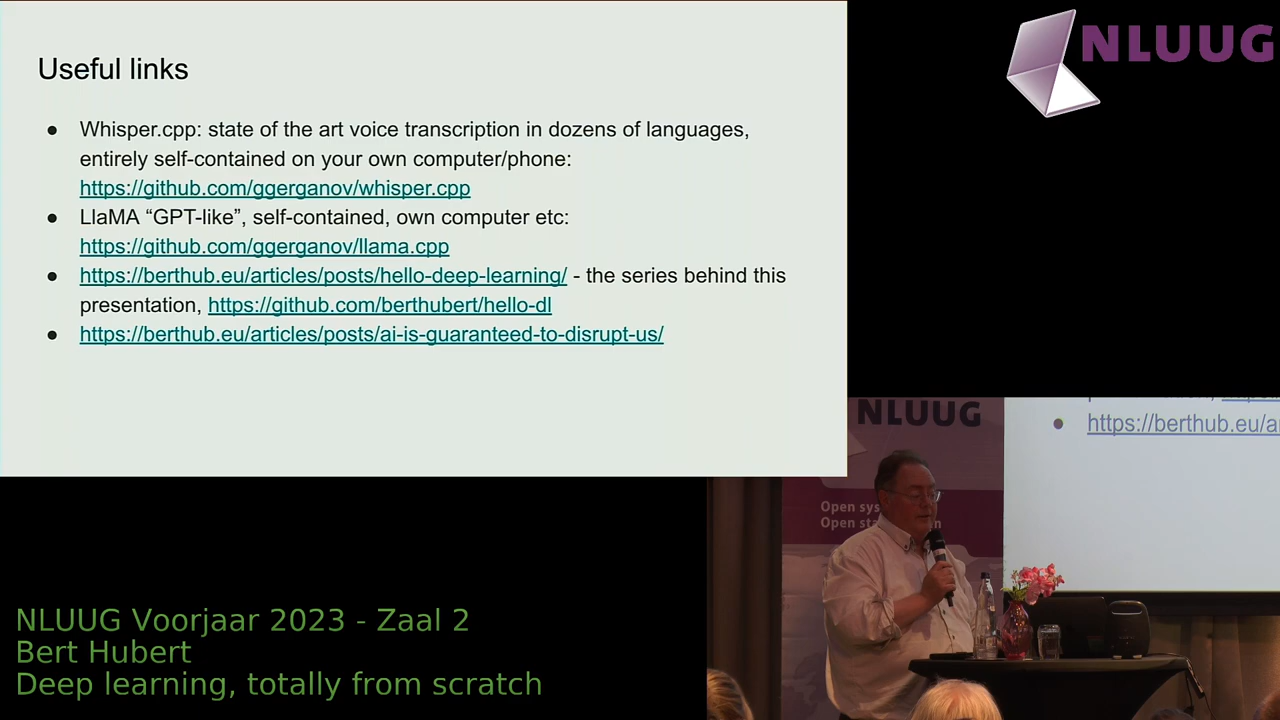 Useful links
● Whisper.cpp: state of the art voice transcription in dozens of languages,
entirely self-contained on your own computer/phone:
https://github.com/ggerganov/whisper.cpp
● LlaMA “GPT-like”, self-contained, own computer etc:
https://github.com/ggerganov/llama.cpp
● https://berthub.eu/articles/posts/hello-deep-learning/ - the series behind this
presentation, https://github.com/berthubert/hello-dl
● https://berthub.eu/articles/posts/ai-is-guaranteed-to-disrupt-us/
NLUUG
NLUUG
● https://berthub.eu/a
Open sys
Open sta
NLUUG Voorjaar 2023 - Zaal 2
Bert Hubert
Deep learning, totally from scratch